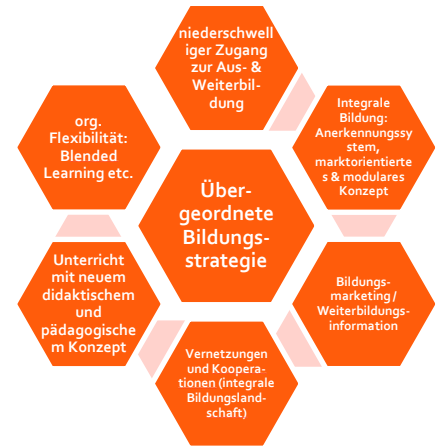 niederschwell
iger Zugang
zur Aus- &
Weiterbil-
dung
Integrale
Bildung:
Anerkennungssy
stem,
marktorientierte
s & modulares
Konzept
Bildungs-
marketing /
Weiterbildungs-
information
Vernetzungen
und Koopera-
tionen (integrale
Bildungsland-
schaft)
Unterricht
mit neuem
didaktischem
und
pädagogische
m Konzept
org.
Flexibilität:
Blended
Learning etc.
Über-
geordnete
Bildungs-
strategie